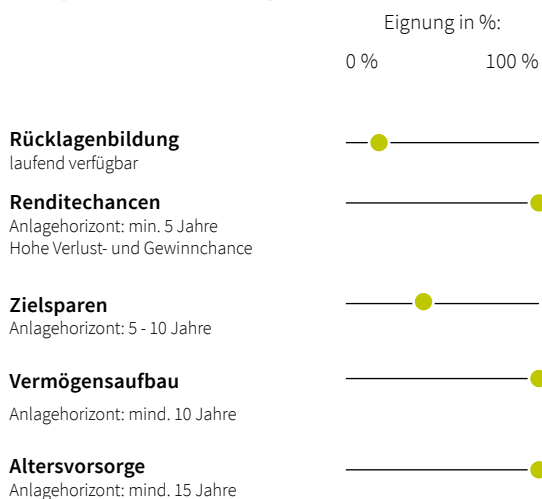 Eignung in %:
0 % 100 %
Rücklagenbildung
laufend verfügbar
Renditechancen
Anlagehorizont: min. 5 Jahre
Hohe Verlust- und Gewinnchance
Zielsparen
Anlagehorizont: 5 - 10 Jahre
Vermögensaufbau
Anlagehorizont: mind. 10 Jahre
Altersvorsorge
Anlagehorizont: mind. 15 Jahre